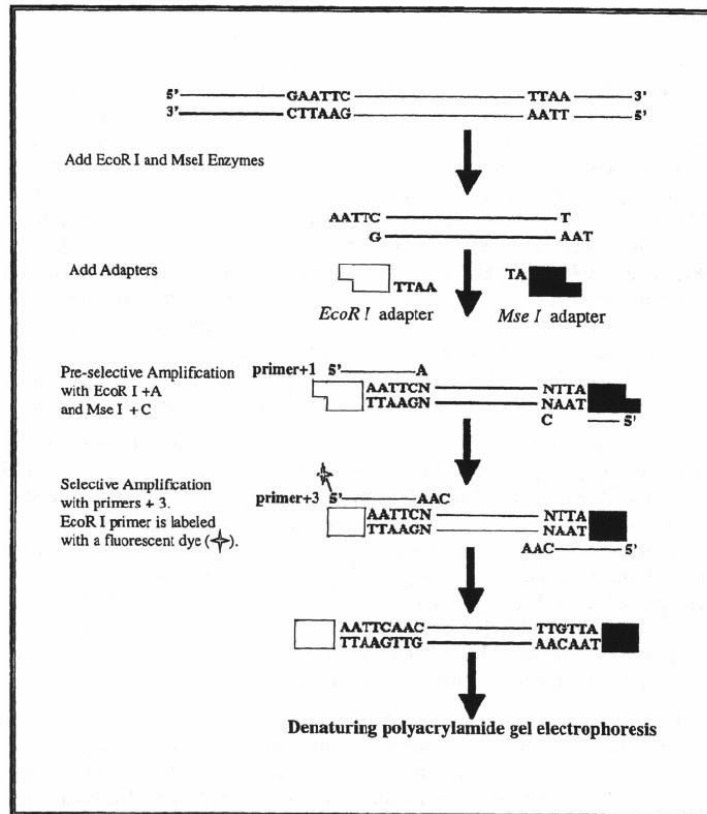 5' GAATTC TTAA 3'
3' CTTAAG AATT 5'
Add EcoR I and MseI Enzymes
AATTC T
G AAT
Add Adapters
TTAA TA
EcoR I adapter Mse I adapter
Pre-selective Amplification
with EcoR I +A
and Mse I + C
primer+1 5' A
AATTCN NTTA
TTAAGN NAAT
C 5'
Selective Amplification
with primers + 3.
EcoR I primer is labeled
with a fluorescent dye ( ).
primer+3 5' AAC
AATTCN NTTA
TTAAGN NAAT
AAC 5'
AATTCAAC TTGTTA
TTAAGTTG AACAAT
Denaturing polyacrylamide gel electrophoresis